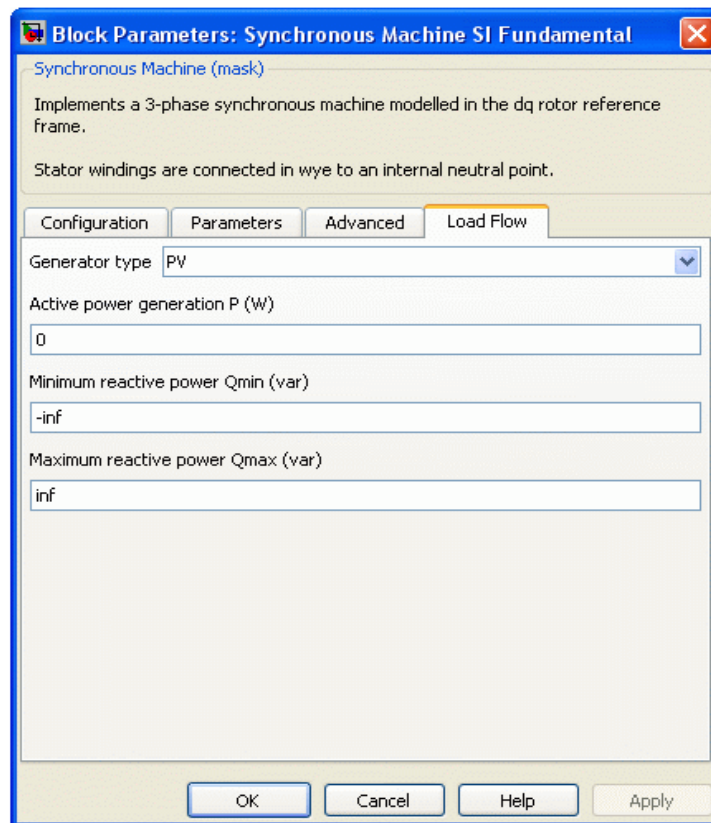 Block Parameters: Synchronous Machine SI Fundamental
Synchronous Machine (mask)
Implements a 3-phase synchronous machine modelled in the dq rotor reference
frame.
Stator windings are connected in wye to an internal neutral point.
Configuration Parameters Advanced Load Flow
Generator type PV
Active power generation P (W)
0
Minimum reactive power Qmin (var)
-inf
Maximum reactive power Qmax (var)
inf
OK Cancel Help Apply